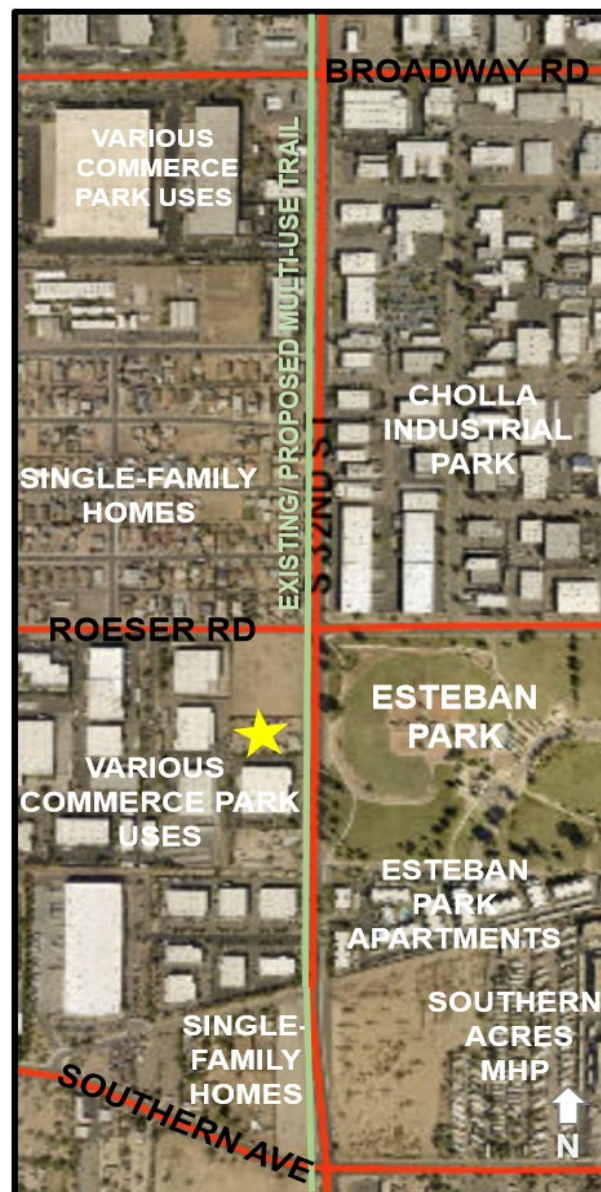 BROADWAY RD
VARIOUS
COMMERCE
PARK USES
EXISTING/ PROPOSED MULTI-USE TRAIL
S 32ND ST
CHOLLA
INDUSTRIAL
PARK
SINGLE-FAMILY
HOMES
ROESER RD
ESTEBAN
PARK
VARIOUS
COMMERCE PARK
USES
ESTEBAN
PARK
APARTMENTS
SOUTHERN
ACRES
MHP
SINGLE-
FAMILY
HOMES
SOUTHERN AVE
N